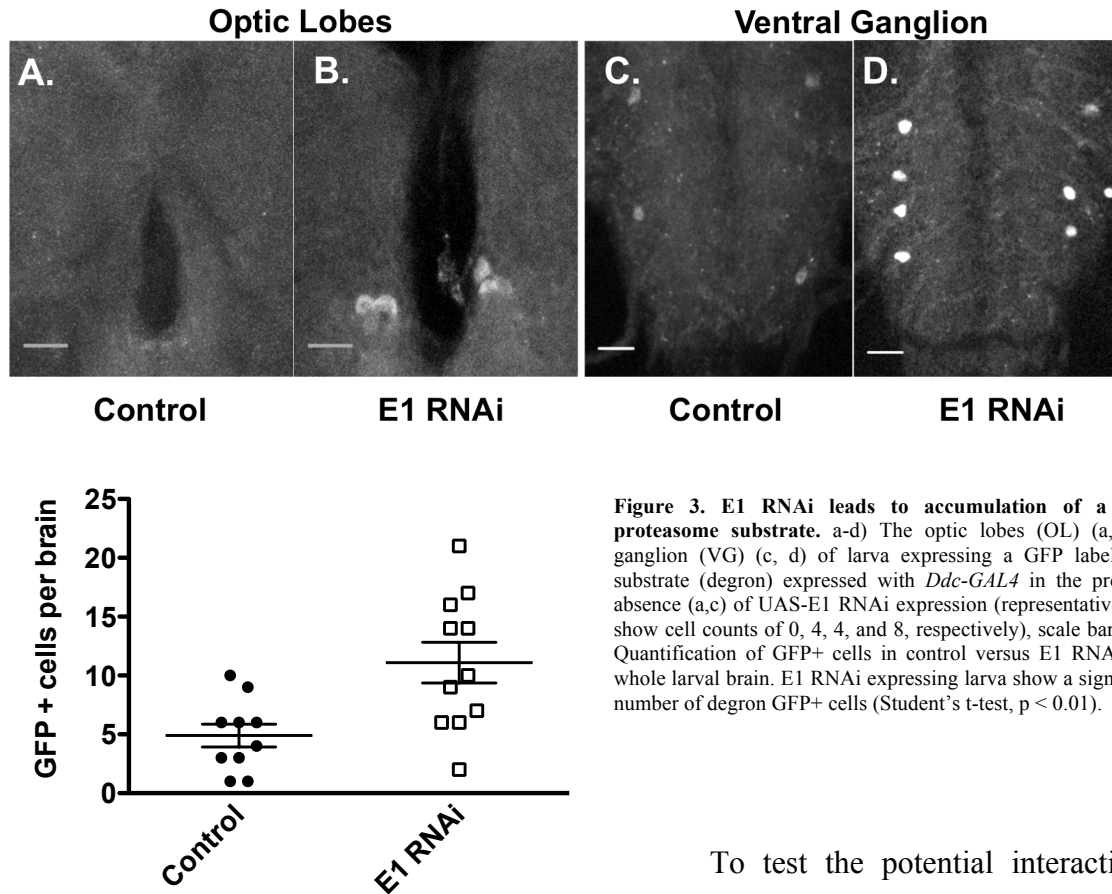 Optic Lobes
Ventral Ganglion
A.
B.
C.
D.
Control
E1 RNAi
Control
E1 RNAi
GFP + cells per brain
25
20
15
10
5
0
Control
E1 RNAi
Figure 3. E1 RNAi leads to accumulation of a
proteasome substrate. a-d) The optic lobes (OL) (a,
ganglion (VG) (c, d) of larva expressing a GFP label
substrate (degron) expressed with Ddc-GAL4 in the pre
absence (a,c) of UAS-E1 RNAi expression (representativ
show cell counts of 0, 4, 4, and 8, respectively), scale bar
Quantification of GFP+ cells in control versus E1 RNA
whole larval brain. E1 RNAi expressing larva show a sign
number of degron GFP+ cells (Student's t-test, p < 0.01).
To test the potential interacti